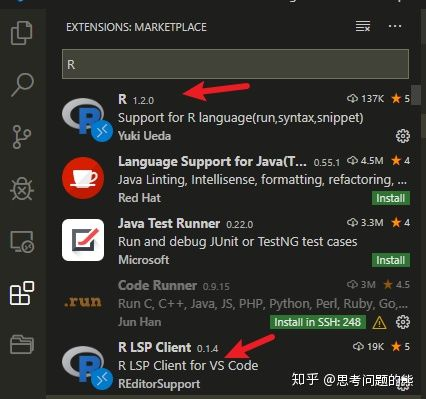 EXTENSIONS: MARKETPLACE
R
R 1.2.0 137K ★ 5
Support for R language(run,syntax,snippet)
Yuki Ueda
Language Support for Java(T... 0.55.1 4.5M ★ 4
Java Linting, Intellisense, formatting, refactoring, ...
Red Hat Install
Java Test Runner 0.22.0 3.3M ★ 4
Run and debug JUnit or TestNG test cases
Microsoft Install
Code Runner 0.9.15 3M ★ 4.5
.run
Run C, C++, Java, JS, PHP, Python, Perl, Ruby, Go,...
Jun Han Install in SSH: 248
R LSP Client 0.1.4 19K ★ 5
R LSP Client for VS Code
REditorSupport
知乎 @思考问题的熊